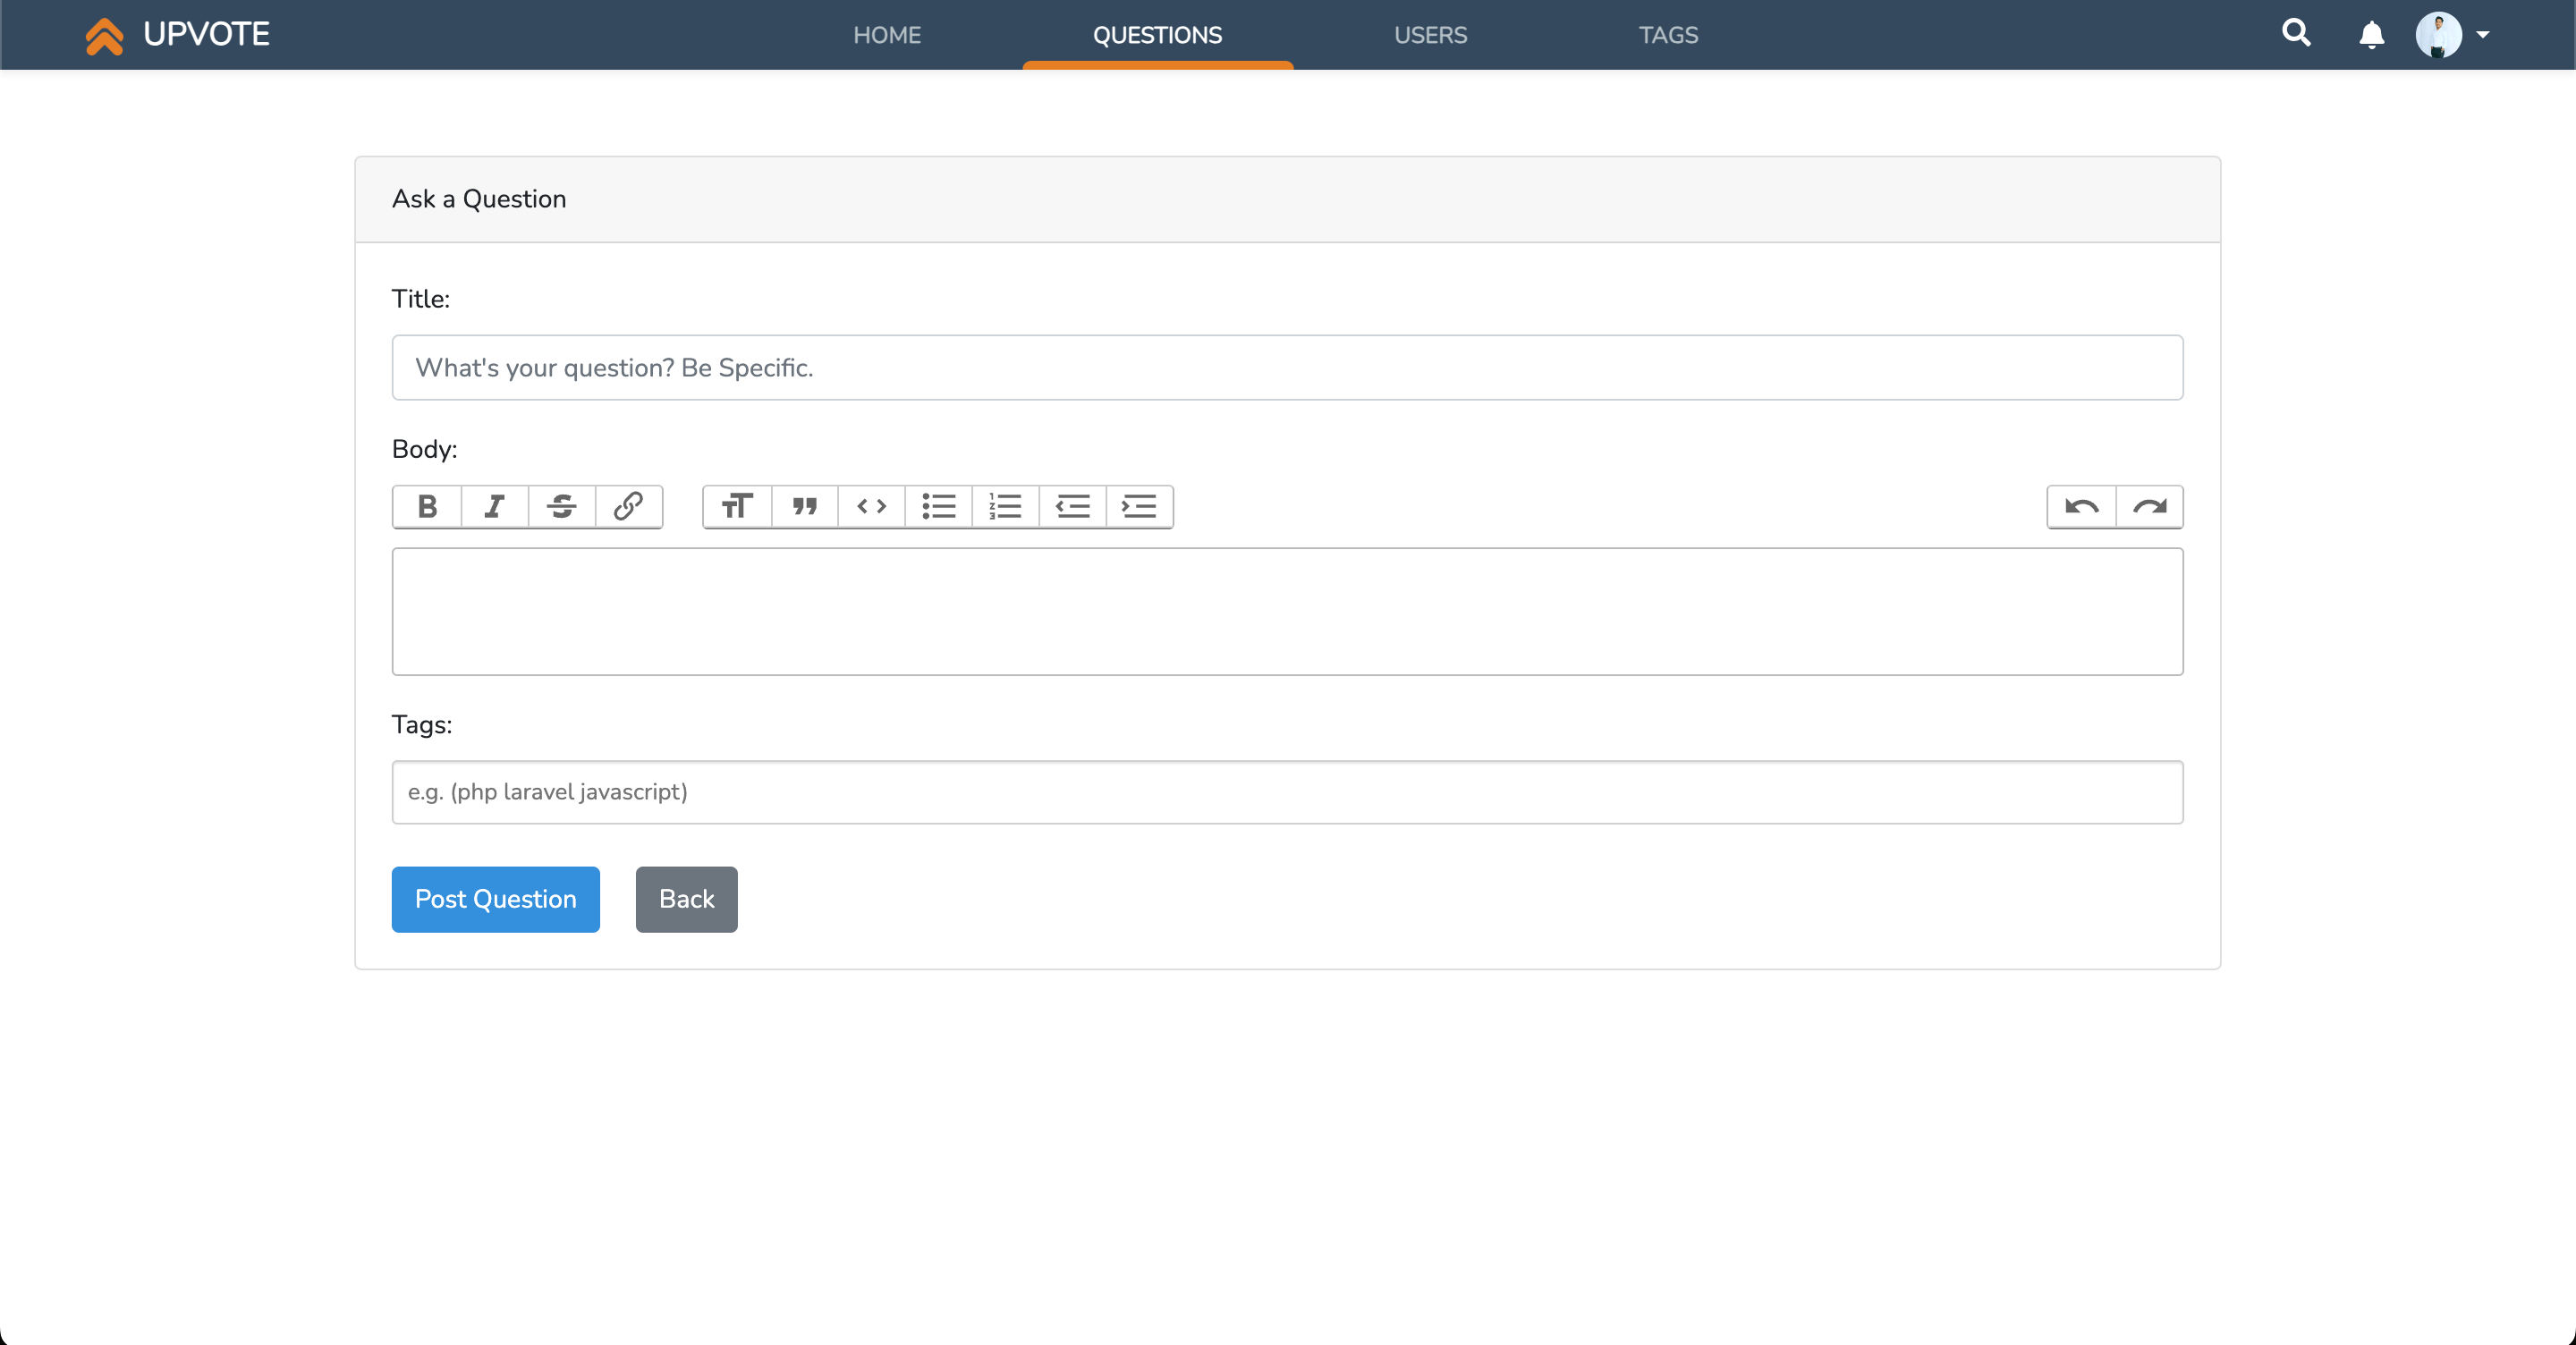 UPVOTE HOME QUESTIONS USERS TAGS
Ask a Question
Title:
What's your question? Be Specific.
Body:
Tags:
e.g. (php laravel javascript)
Post Question Back